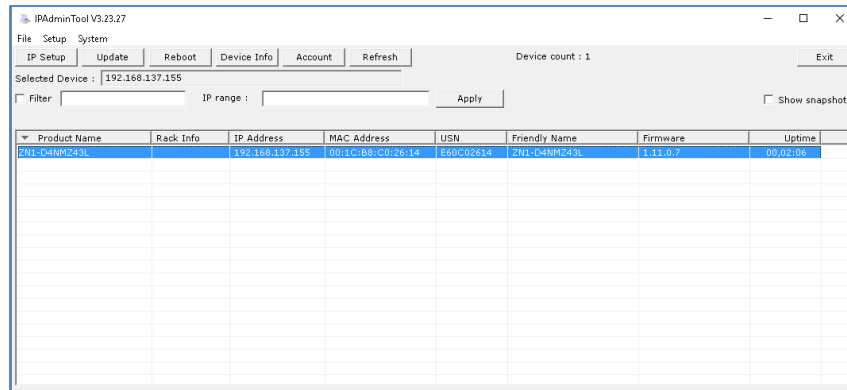 IPAdminTool V3.23.27
File Setup System
IP Setup Update Reboot Device Info Account Refresh Device count : 1 Exit
Selected Device : 192.168.137.155
Filter IP range : Apply Show snapshot
Product Name Rack Info IP Address MAC Address USN Friendly Name Firmware Uptime
ZN1-D4NMZ43L 192.168.137.155 00:1C:B8:C0:26:14 E60C02614 ZN1-D4NMZ43L 1.11.0.7 00,02:06